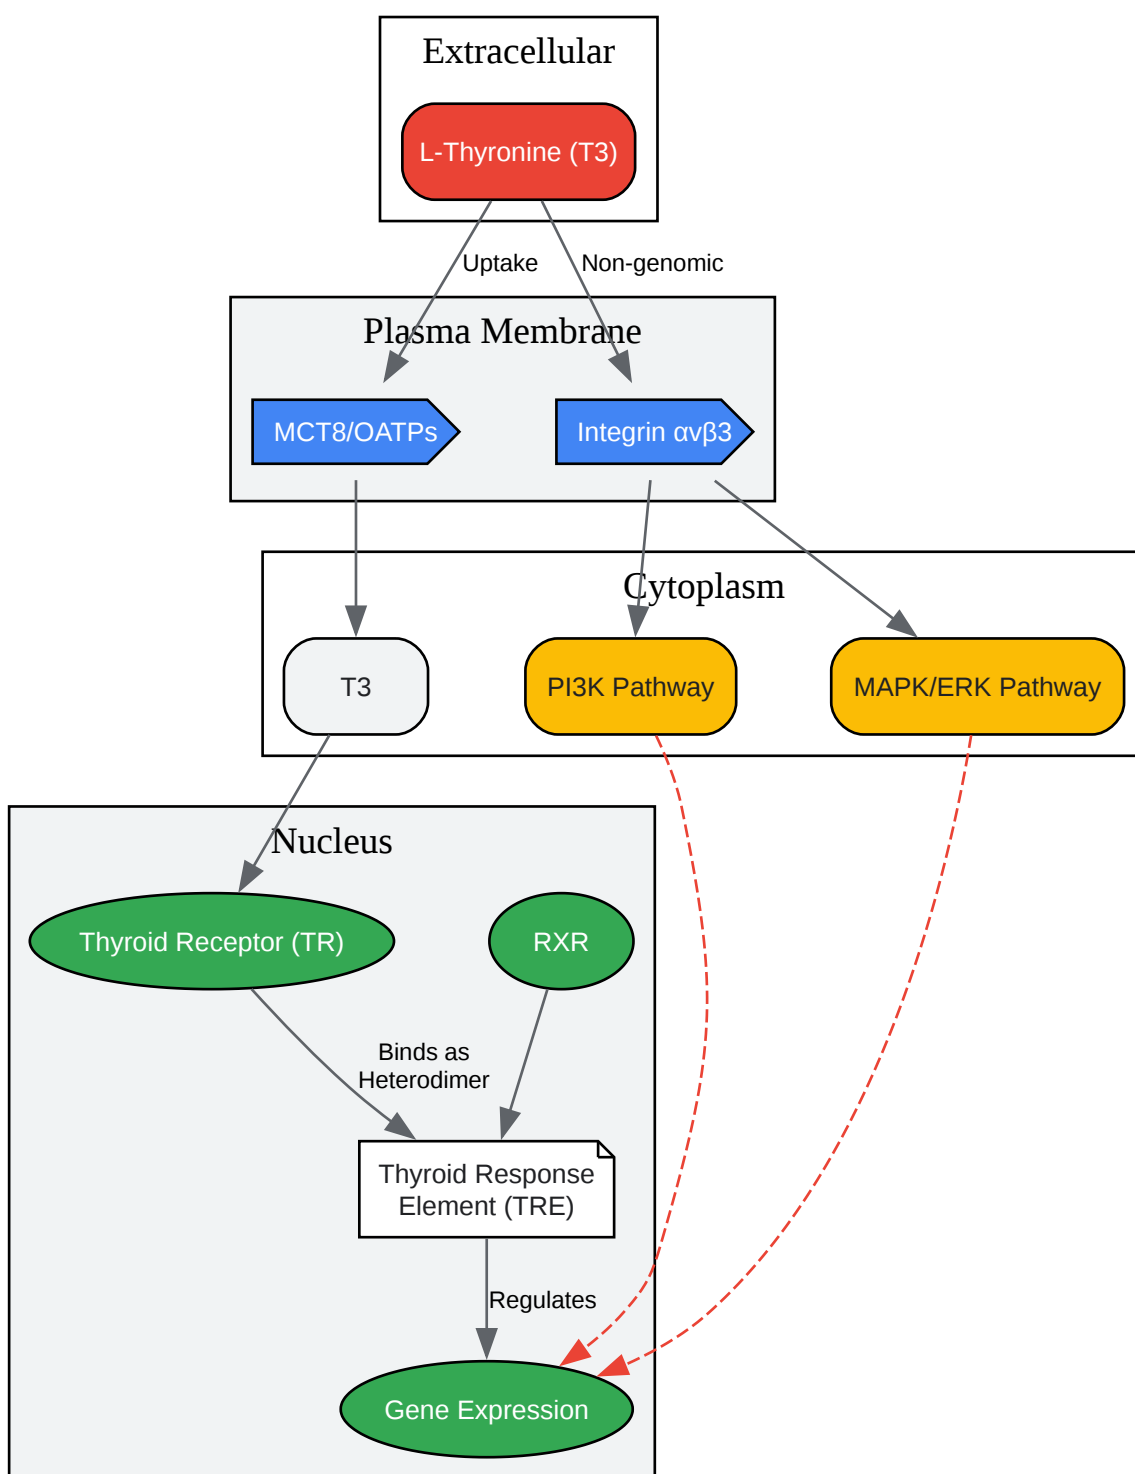 Extracellular
L-Thyronine (T3)
Uptake
Non-genomic
Plasma Membrane
MCT8/OATPs
Integrin αvβ3
Cytoplasm
T3
PI3K Pathway
MAPK/ERK Pathway
Nucleus
Thyroid Receptor (TR)
RXR
Binds as
Heterodimer
Thyroid Response
Element (TRE)
Regulates
Gene Expression